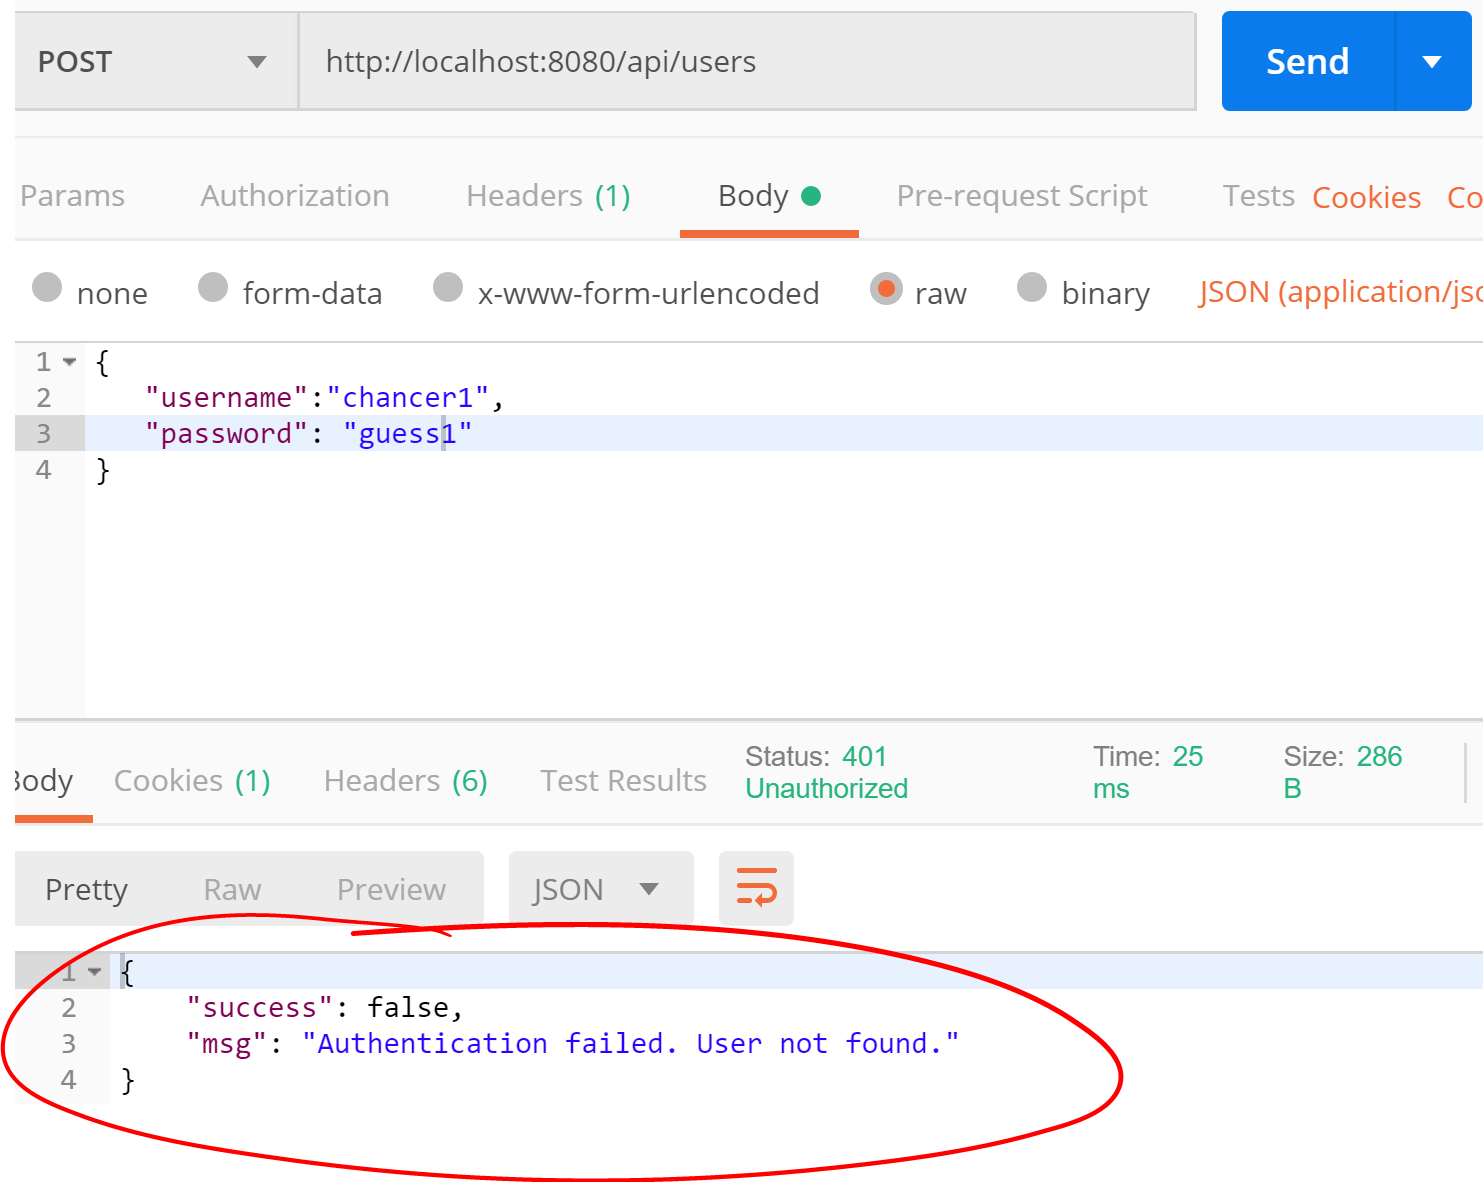 POST http://localhost:8080/api/users Send
Params Authorization Headers (1) Body Pre-request Script Tests Cookies Co
none form-data x-www-form-urlencoded raw binary JSON (application/jso
1 {
2 "username":"chancer1",
3 "password": "guess1"
4 }
Body Cookies (1) Headers (6) Test Results Status: 401 Unauthorized Time: 25 ms Size: 286 B
Pretty Raw Preview JSON
1 {
2 "success": false,
3 "msg": "Authentication failed. User not found."
4 }